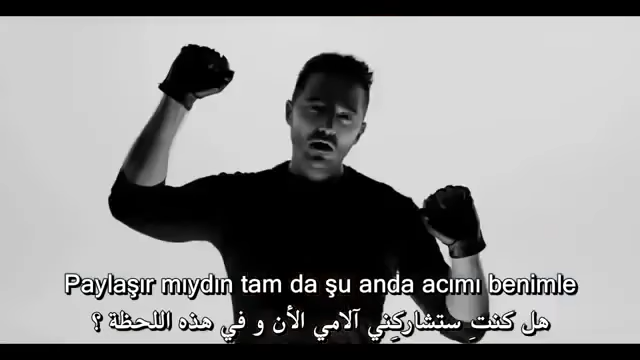 Paylaşır mıydın tam da şu anda acımı benimle
هل كنتِ ستشاركِني آلامي الأن و في هذه اللحظة ؟